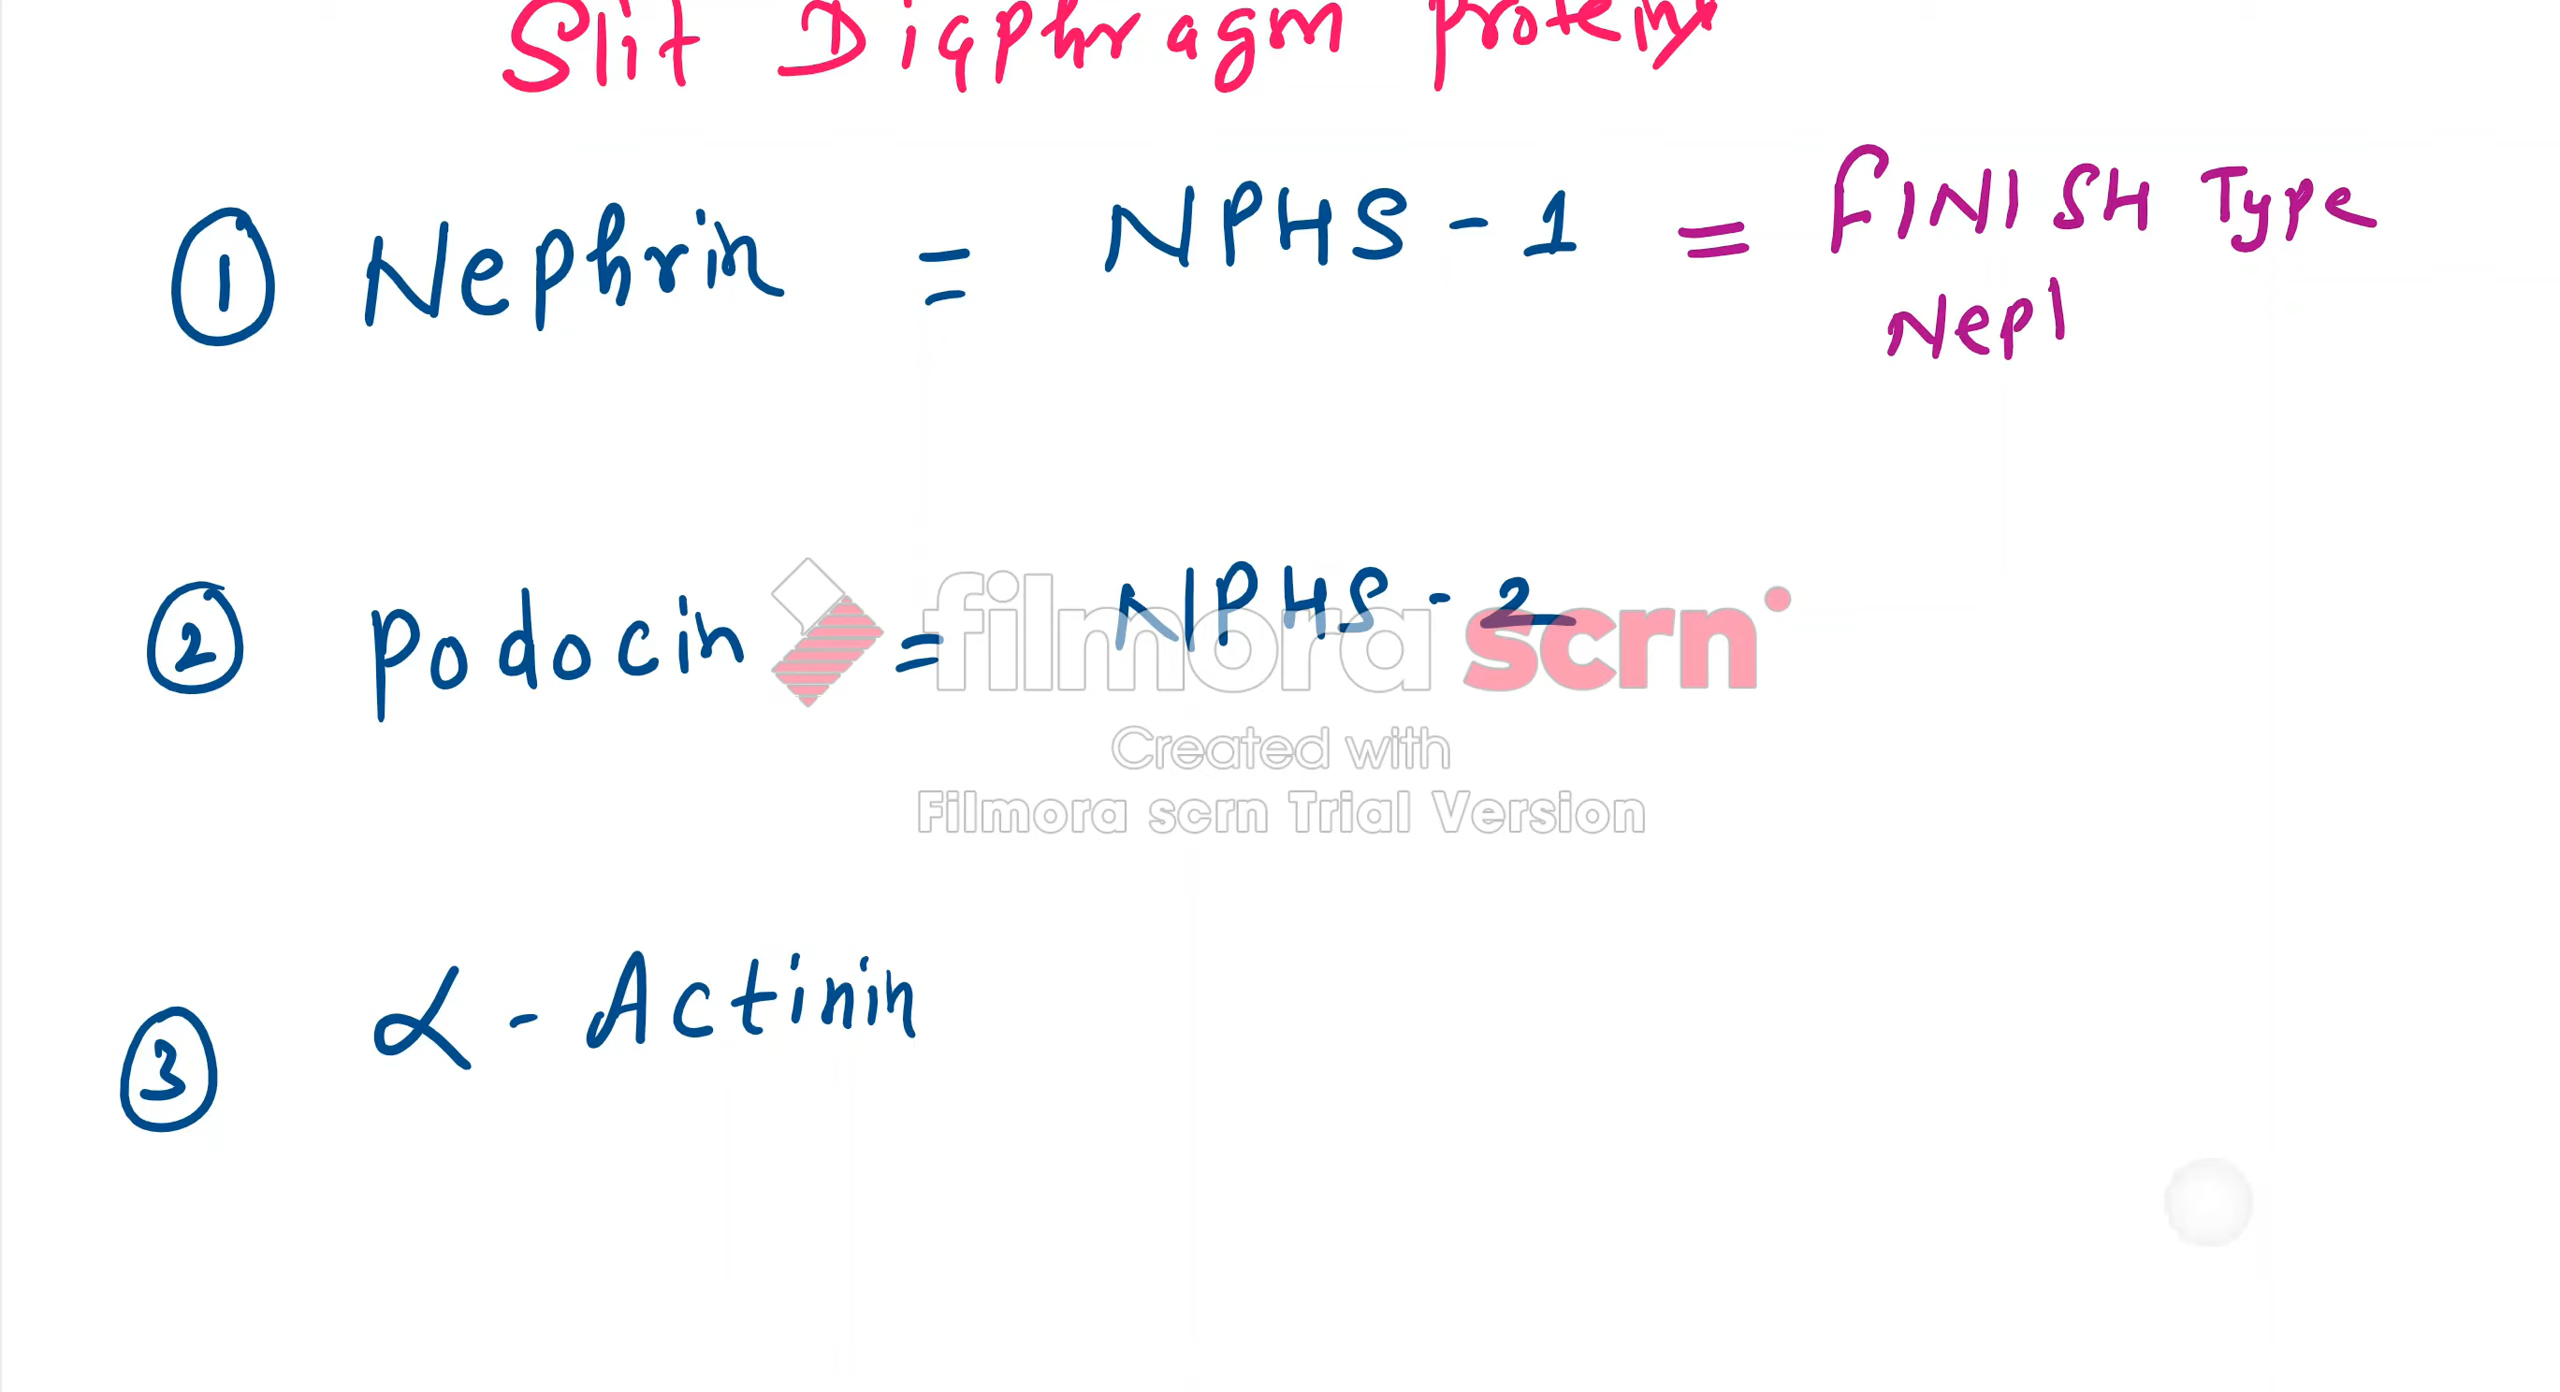 Slit Diaphragm proteins
① Nephrin = NPHS - 1 = FINISH Type
Nepl
② Podocin = NPHS - 2
filmora scrn
Created with
Filmora scrn Trial Version
③ α - Actinin